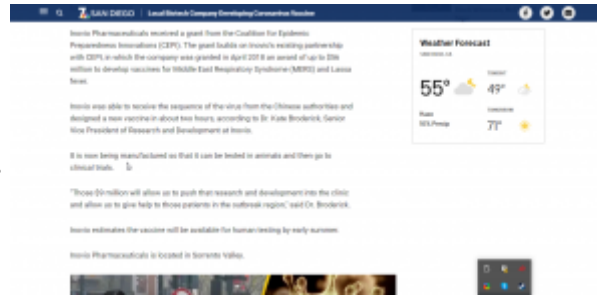 7 SAN DIEGO | Local Biotech Company Developing Coronavirus Vaccine
Inovio Pharmaceuticals received a grant from the Coalition for Epidemic
Preparedness Innovations (CEPI). The grant builds on Inovio's existing partnership
with CEPI, in which the company was granted in April 2018 an award of up to $56
million to develop vaccines for Middle East Respiratory Syndrome (MERS) and Lassa
fever.
Inovio was able to receive the sequence of the virus from the Chinese authorities and
designed a new vaccine in about two hours, according to Dr. Kate Broderick, Senior
Vice President of Research and Development at Inovio.
It is now being manufactured so that it can be tested in animals and then go to
clinical trials.
"Those $9 million will allow us to push that research and development into the clinic
and allow us to give help to those patients in the outbreak region," said Dr. Broderick.
Inovio estimates the vaccine will be available for human testing by early summer.
Inovio Pharmaceuticals is located in Sorrento Valley.
Weather Forecast
55°
TONIGHT
49°
TOMORROW
71°